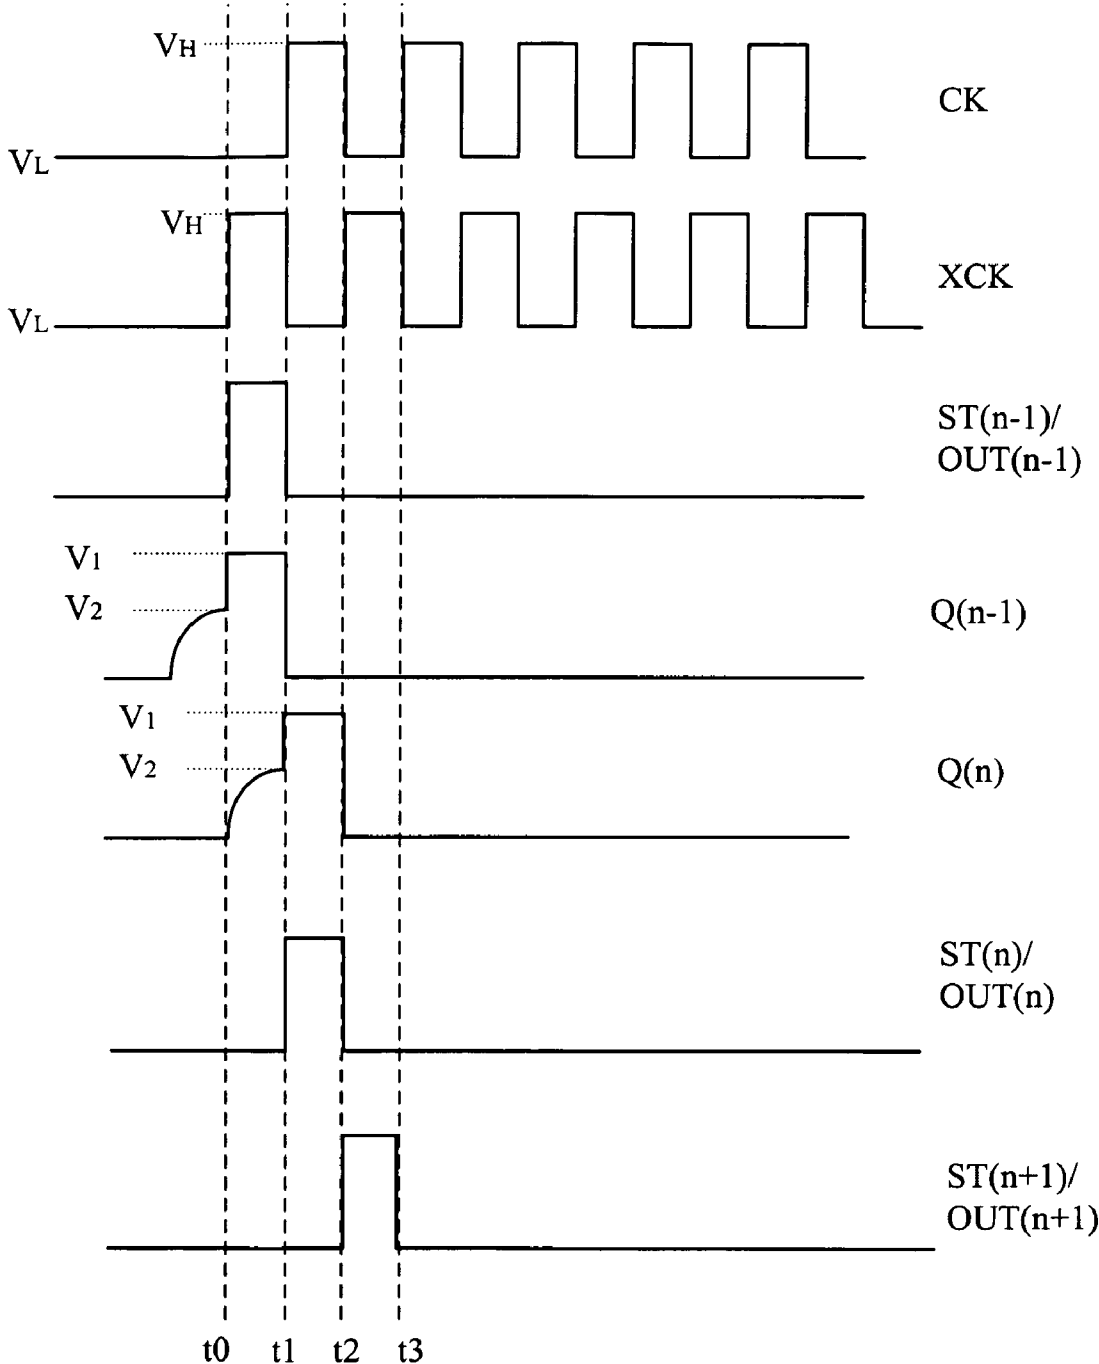 VH
CK
VL
VH
XCK
VL
ST(n-1)/
OUT(n-1)
V1
V2
Q(n-1)
V1
V2
Q(n)
ST(n)/
OUT(n)
ST(n+1)/
OUT(n+1)
t0 t1 t2 t3